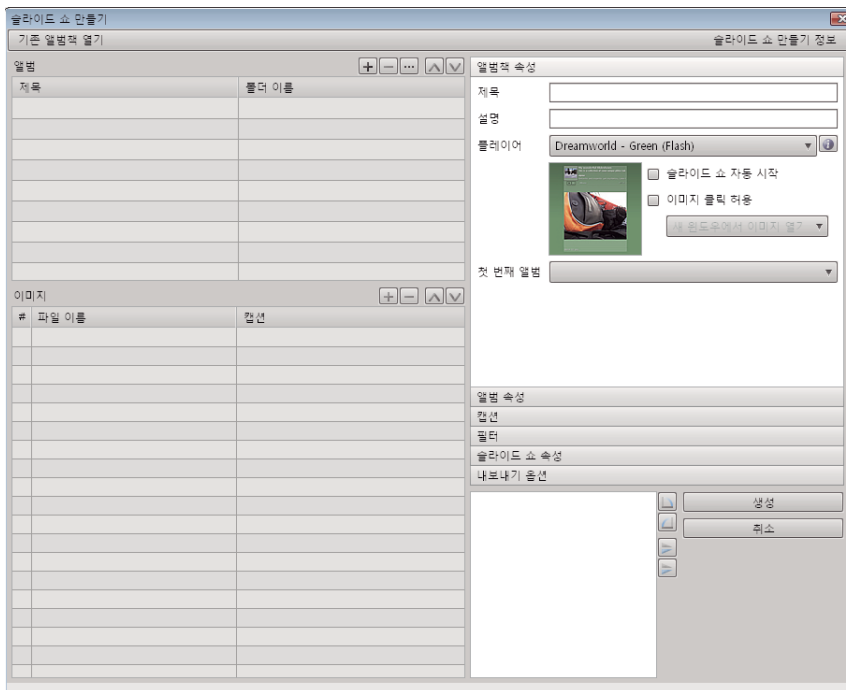 슬라이드 쇼 만들기
기존 앨범책 열기
슬라이드 쇼 만들기 정보
앨범
제목 폴더 이름
이미지
# 파일 이름 캡션
앨범책 속성
제목
설명
플레이어 Dreamworld - Green (Flash)
슬라이드 쇼 자동 시작
이미지 클릭 허용
새 윈도우에서 이미지 열기
첫 번째 앨범
앨범 속성
캡션
필터
슬라이드 쇼 속성
내보내기 옵션
생성
취소